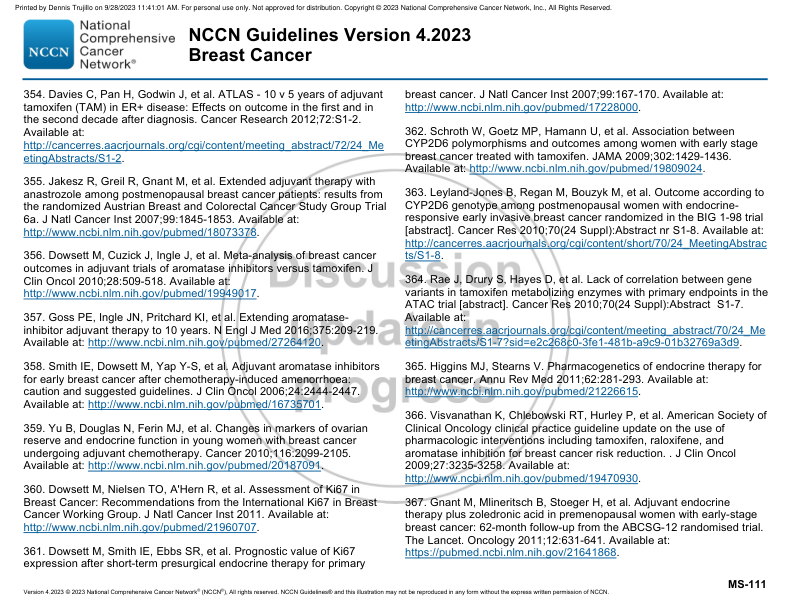 Printed by Dennis Trujillo on 9/28/2023 11:41:01 AM. For personal use only. Not approved for distribution. Copyright © 2023 National Comprehensive Cancer Network, Inc., All Rights Reserved.
NCCN
National
Comprehensive
Cancer
Network®
NCCN Guidelines Version 4.2023
Breast Cancer
354. Davies C, Pan H, Godwin J, et al. ATLAS - 10 v 5 years of adjuvant
tamoxifen (TAM) in ER+ disease: Effects on outcome in the first and in
the second decade after diagnosis. Cancer Research 2012;72:S1-2.
Available at:
http://cancerres.aacrjournals.org/cgi/content/meeting_abstract/72/24_Me
etingAbstracts/S1-2.
355. Jakesz R, Greil R, Gnant M, et al. Extended adjuvant therapy with
anastrozole among postmenopausal breast cancer patients: results from
the randomized Austrian Breast and Colorectal Cancer Study Group Trial
6a. J Natl Cancer Inst 2007;99:1845-1853. Available at:
http://www.ncbi.nlm.nih.gov/pubmed/18073378.
356. Dowsett M, Cuzick J, Ingle J, et al. Meta-analysis of breast cancer
outcomes in adjuvant trials of aromatase inhibitors versus tamoxifen. J
Clin Oncol 2010;28:509-518. Available at:
http://www.ncbi.nlm.nih.gov/pubmed/19949017.
357. Goss PE, Ingle JN, Pritchard KI, et al. Extending aromatase-
inhibitor adjuvant therapy to 10 years. N Engl J Med 2016;375:209-219.
Available at: http://www.ncbi.nlm.nih.gov/pubmed/27264120.
358. Smith IE, Dowsett M, Yap Y-S, et al. Adjuvant aromatase inhibitors
for early breast cancer after chemotherapy-induced amenorrhoea:
caution and suggested guidelines. J Clin Oncol 2006;24:2444-2447.
Available at: http://www.ncbi.nlm.nih.gov/pubmed/16735701.
359. Yu B, Douglas N, Ferin MJ, et al. Changes in markers of ovarian
reserve and endocrine function in young women with breast cancer
undergoing adjuvant chemotherapy. Cancer 2010;116:2099-2105.
Available at: http://www.ncbi.nlm.nih.gov/pubmed/20187091.
360. Dowsett M, Nielsen TO, A'Hern R, et al. Assessment of Ki67 in
Breast Cancer: Recommendations from the International Ki67 in Breast
Cancer Working Group. J Natl Cancer Inst 2011. Available at:
http://www.ncbi.nlm.nih.gov/pubmed/21960707.
361. Dowsett M, Smith IE, Ebbs SR, et al. Prognostic value of Ki67
expression after short-term presurgical endocrine therapy for primary
breast cancer. J Natl Cancer Inst 2007;99:167-170. Available at:
http://www.ncbi.nlm.nih.gov/pubmed/17228000.
362. Schroth W, Goetz MP, Hamann U, et al. Association between
CYP2D6 polymorphisms and outcomes among women with early stage
breast cancer treated with tamoxifen. JAMA 2009;302:1429-1436.
Available at: http://www.ncbi.nlm.nih.gov/pubmed/19809024.
363. Leyland-Jones B, Regan M, Bouzyk M, et al. Outcome according to
CYP2D6 genotype among postmenopausal women with endocrine-
responsive early invasive breast cancer randomized in the BIG 1-98 trial
[abstract]. Cancer Res 2010;70(24 Suppl):Abstract nr S1-8. Available at:
http://cancerres.aacrjournals.org/cgi/content/short/70/24_MeetingAbstrac
ts/S1-8.
364. Rae J, Drury S, Hayes D, et al. Lack of correlation between gene
variants in tamoxifen metabolizing enzymes with primary endpoints in the
ATAC trial [abstract]. Cancer Res 2010;70(24 Suppl):Abstract S1-7.
Available at:
http://cancerres.aacrjournals.org/cgi/content/meeting_abstract/70/24_Me
etingAbstracts/S1-7?sid=e2c268c0-3fe1-481b-a9c9-01b32769a3d9.
365. Higgins MJ, Stearns V. Pharmacogenetics of endocrine therapy for
breast cancer. Annu Rev Med 2011;62:281-293. Available at:
http://www.ncbi.nlm.nih.gov/pubmed/21226615.
366. Visvanathan K, Chlebowski RT, Hurley P, et al. American Society of
Clinical Oncology clinical practice guideline update on the use of
pharmacologic interventions including tamoxifen, raloxifene, and
aromatase inhibition for breast cancer risk reduction. . J Clin Oncol
2009;27:3235-3258. Available at:
http://www.ncbi.nlm.nih.gov/pubmed/19470930.
367. Gnant M, Mlineritsch B, Stoeger H, et al. Adjuvant endocrine
therapy plus zoledronic acid in premenopausal women with early-stage
breast cancer: 62-month follow-up from the ABCSG-12 randomised trial.
The Lancet. Oncology 2011;12:631-641. Available at:
https://pubmed.ncbi.nlm.nih.gov/21641868.
Discussion
update in
progress
MS-111
Version 4.2023 © 2023 National Comprehensive Cancer Network® (NCCN®), All rights reserved. NCCN Guidelines® and this illustration may not be reproduced in any form without the express written permission of NCCN.